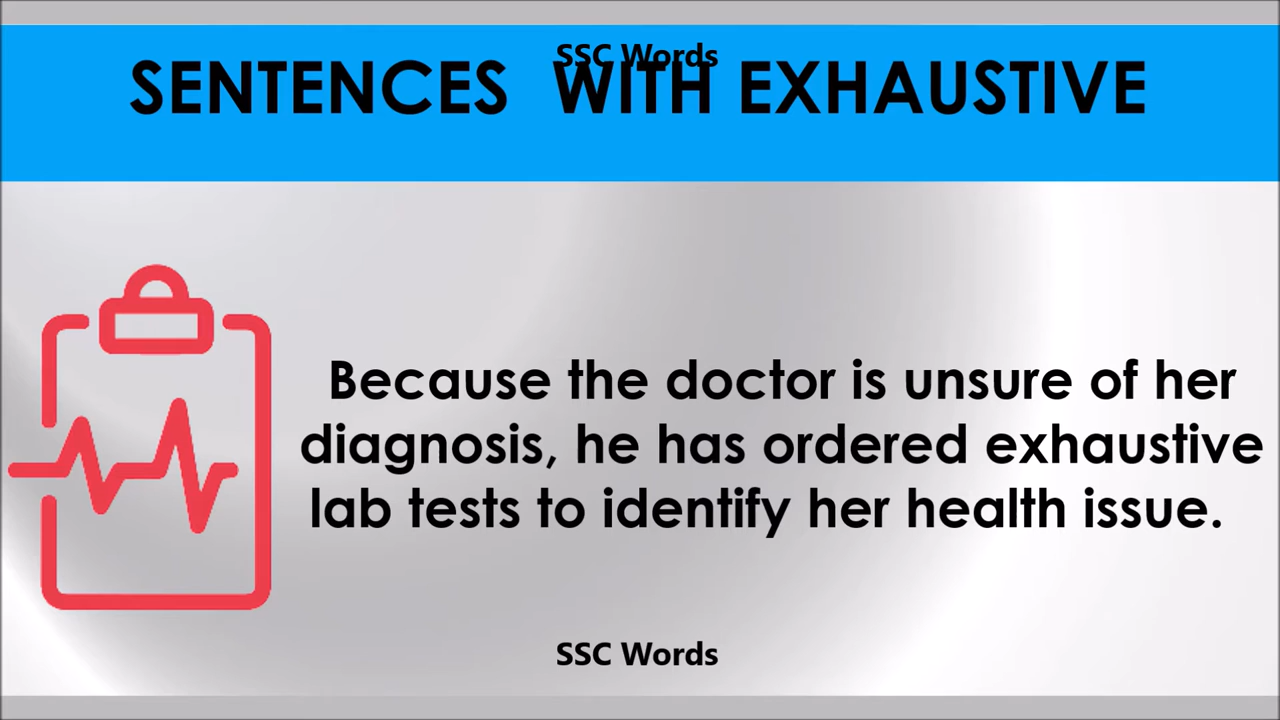 SSC Words
SENTENCES WITH EXHAUSTIVE
Because the doctor is unsure of her
diagnosis, he has ordered exhaustive
lab tests to identify her health issue.
SSC Words